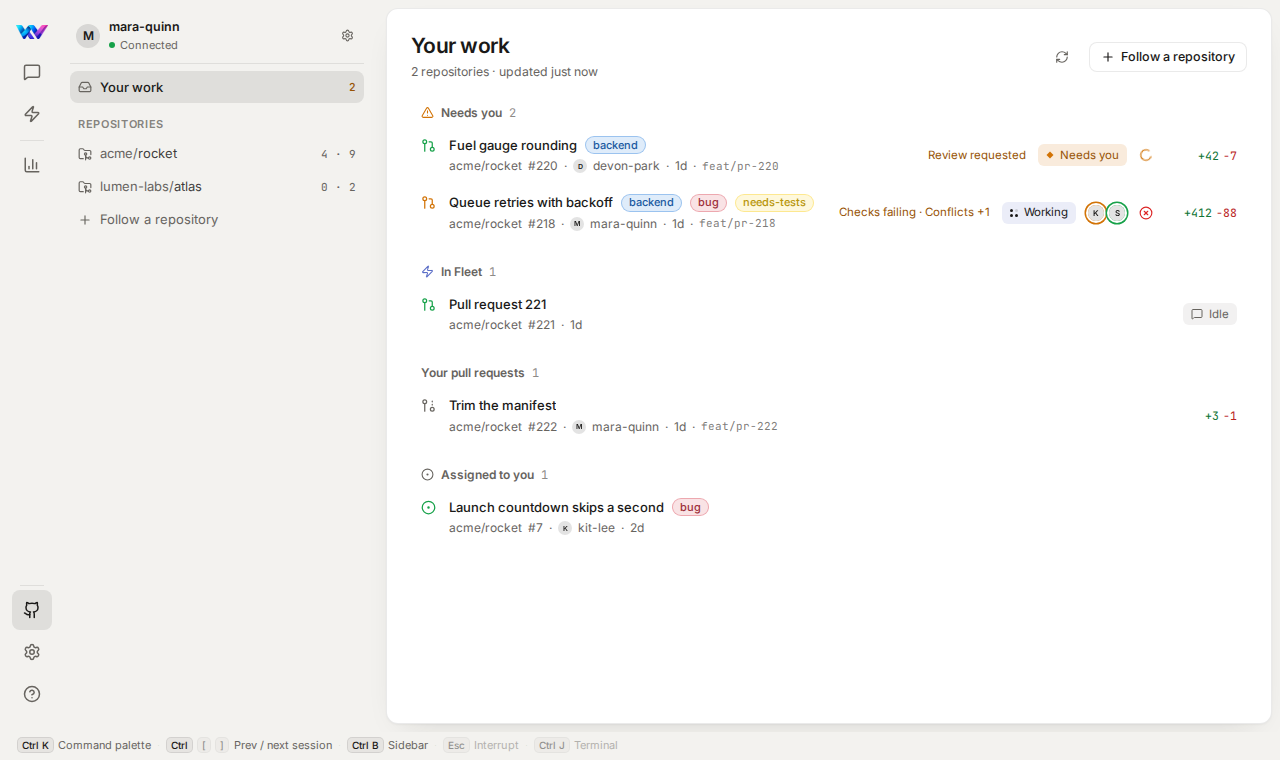 M
mara-quinn
Connected
Your work 2
REPOSITORIES
acme/rocket 4 · 9
lumen-labs/atlas 0 · 2
Follow a repository
Your work
2 repositories · updated just now
Follow a repository
Needs you 2
Fuel gauge rounding backend
acme/rocket #220 · D devon-park · 1d · feat/pr-220
Review requested Needs you +42 -7
Queue retries with backoff backend bug needs-tests
acme/rocket #218 · M mara-quinn · 1d · feat/pr-218
Checks failing · Conflicts +1 Working K S +412 -88
In Fleet 1
Pull request 221
acme/rocket #221 · 1d
Idle
Your pull requests 1
Trim the manifest
acme/rocket #222 · M mara-quinn · 1d · feat/pr-222
+3 -1
Assigned to you 1
Launch countdown skips a second bug
acme/rocket #7 · K kit-lee · 2d
Ctrl K Command palette Ctrl [ ] Prev / next session Ctrl B Sidebar Esc Interrupt Ctrl J Terminal